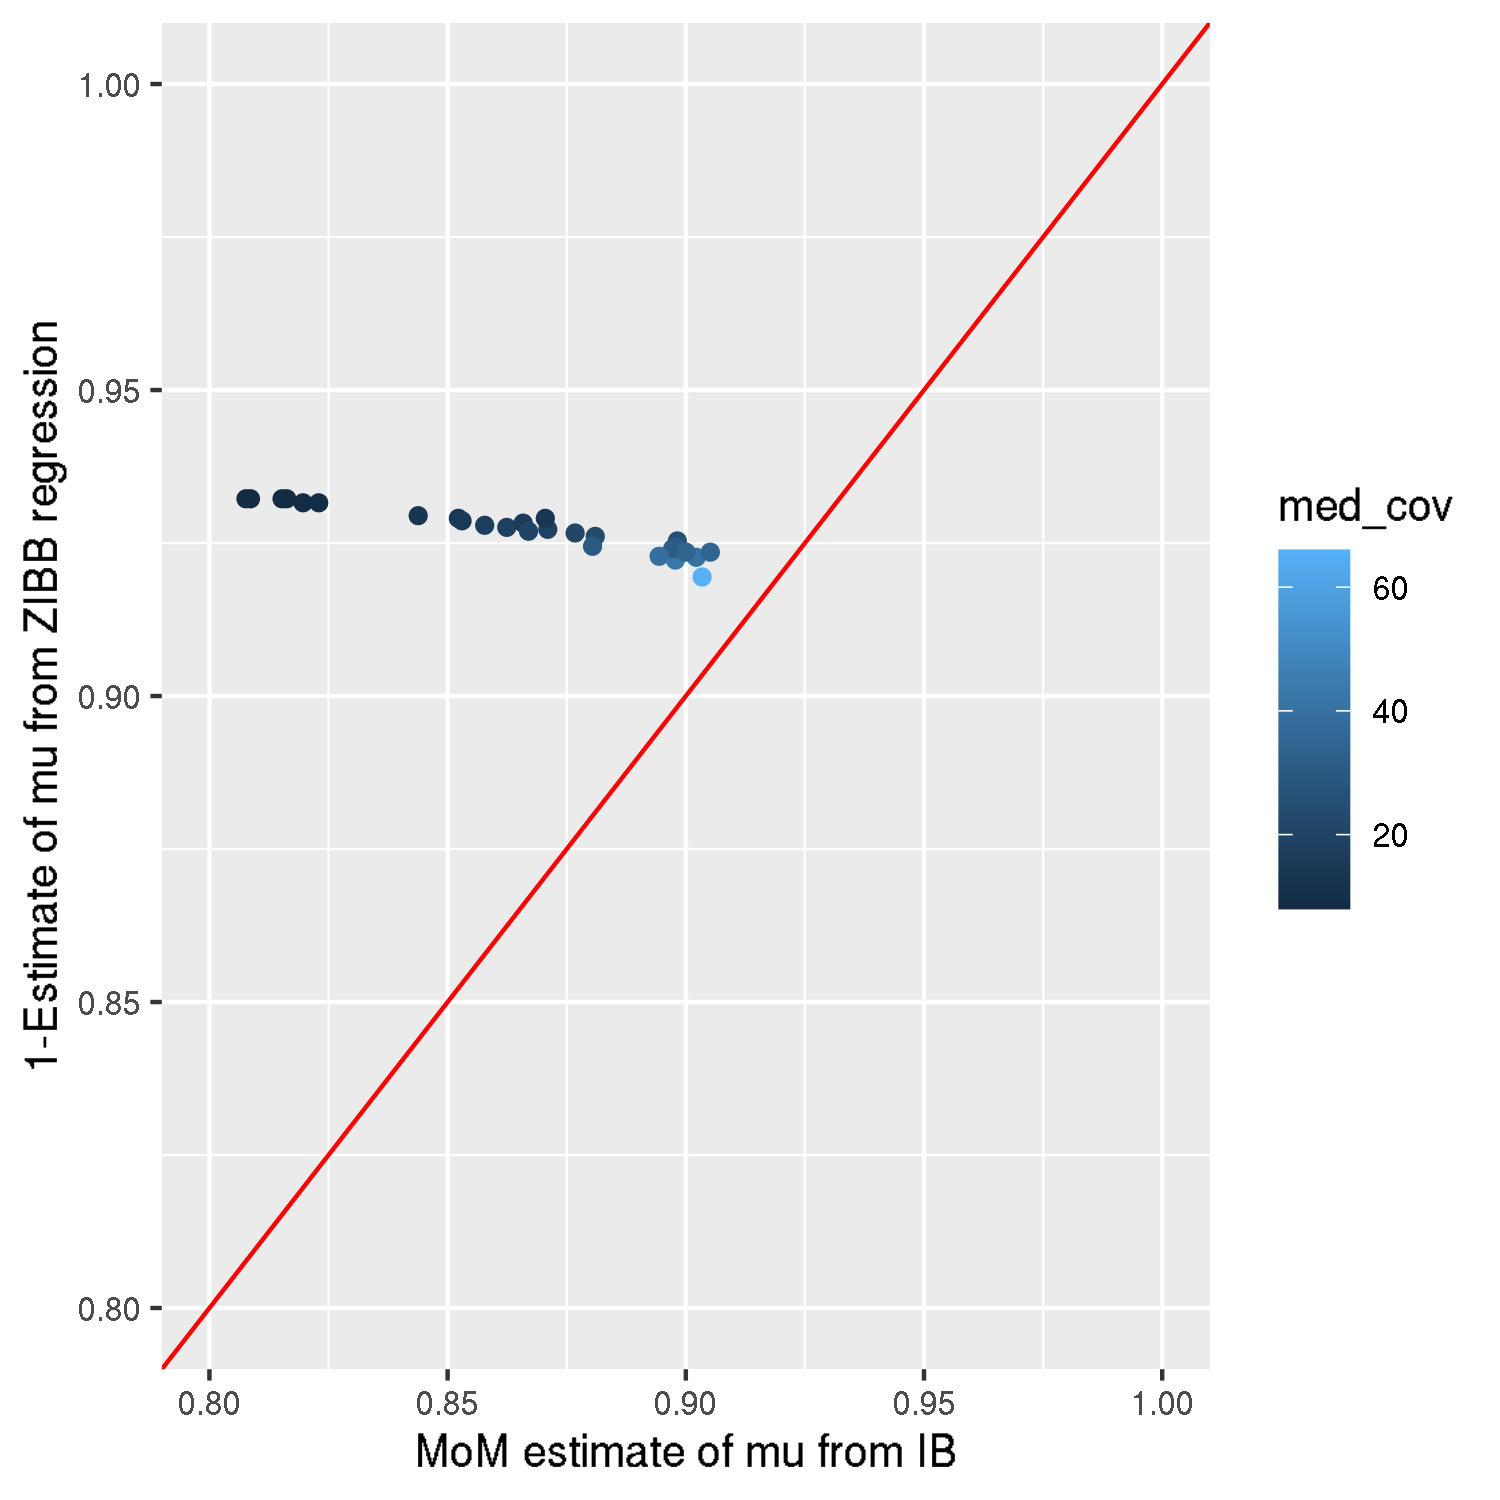 1-Estimate of mu from ZIBB regression
1.00
0.95
0.90
0.85
0.80
0.80 0.85 0.90 0.95 1.00
MoM estimate of mu from IB
med_cov
60
40
20